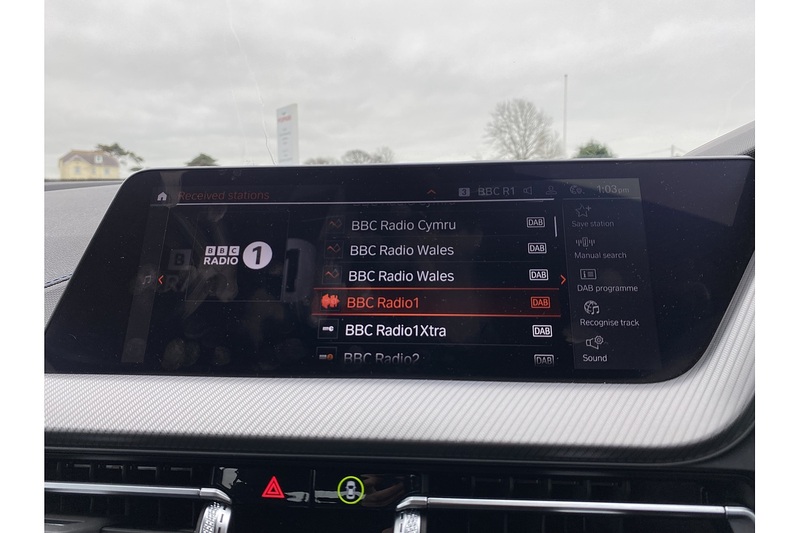 Received stations
3 BBC R1 1:03pm
BBC RADIO 1
BBC Radio Cymru DAB
BBC Radio Wales DAB
BBC Radio Wales DAB
BBC Radio1 DAB
BBC Radio1Xtra DAB
BBC Radio2 DAB
Save station
Manual search
DAB programme
Recognise track
Sound